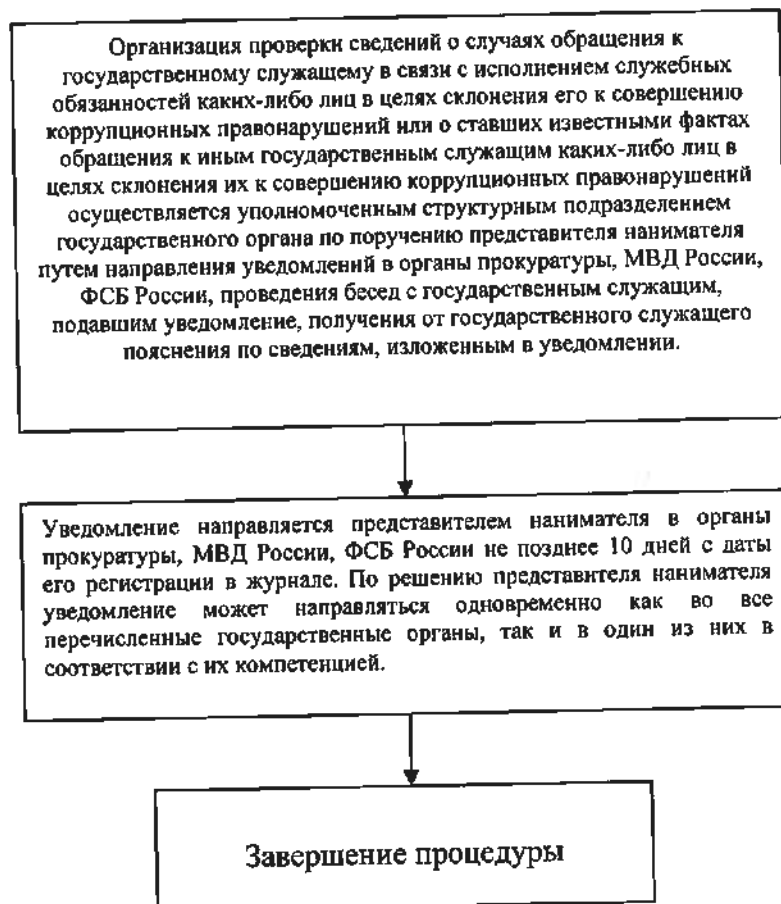 Организация проверки сведений о случаях обращения к
государственному служащему в связи с исполнением служебных
обязанностей каких-либо лиц в целях склонения его к совершению
коррупционных правонарушений или о ставших известными фактах
обращения к иным государственным служащим каких-либо лиц в
целях склонения их к совершению коррупционных правонарушений
осуществляется уполномоченным структурным подразделением
государственного органа по поручению представителя нанимателя
путем направления уведомлений в органы прокуратуры, МВД России,
ФСБ России, проведения бесед с государственным служащим,
подавшим уведомление, получения от государственного служащего
пояснения по сведениям, изложенным в уведомлении.
Уведомление направляется представителем нанимателя в органы
прокуратуры, МВД России, ФСБ России не позднее 10 дней с даты
его регистрации в журнале. По решению представителя нанимателя
уведомление может направляться одновременно как во все
перечисленные государственные органы, так и в один из них в
соответствии с их компетенцией.
Завершение процедуры